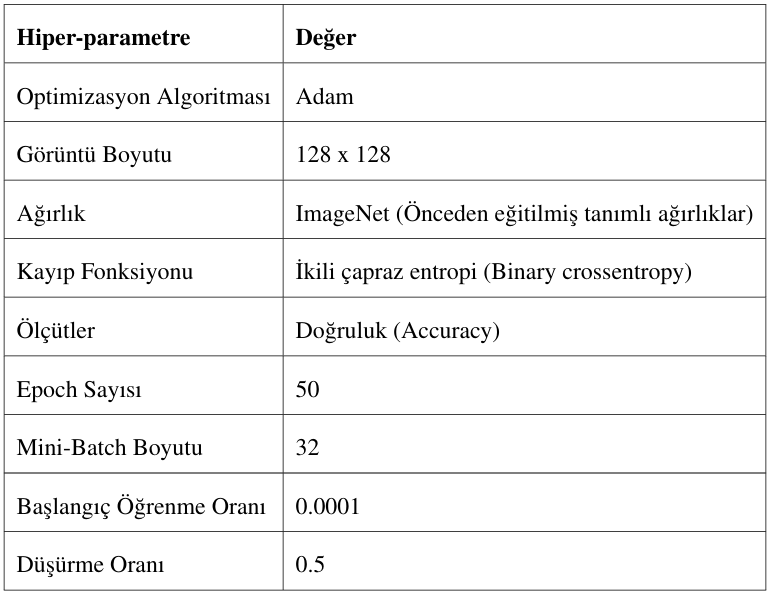 Hiper-parametre Değer
Optimizasyon Algoritması Adam
Görüntü Boyutu 128 x 128
Ağırlık ImageNet (Önceden eğitilmiş tanımlı ağırlıklar)
Kayıp Fonksiyonu İkili çapraz entropi (Binary crossentropy)
Ölçütler Doğruluk (Accuracy)
Epoch Sayısı 50
Mini-Batch Boyutu 32
Başlangıç Öğrenme Oranı 0.0001
Düşürme Oranı 0.5